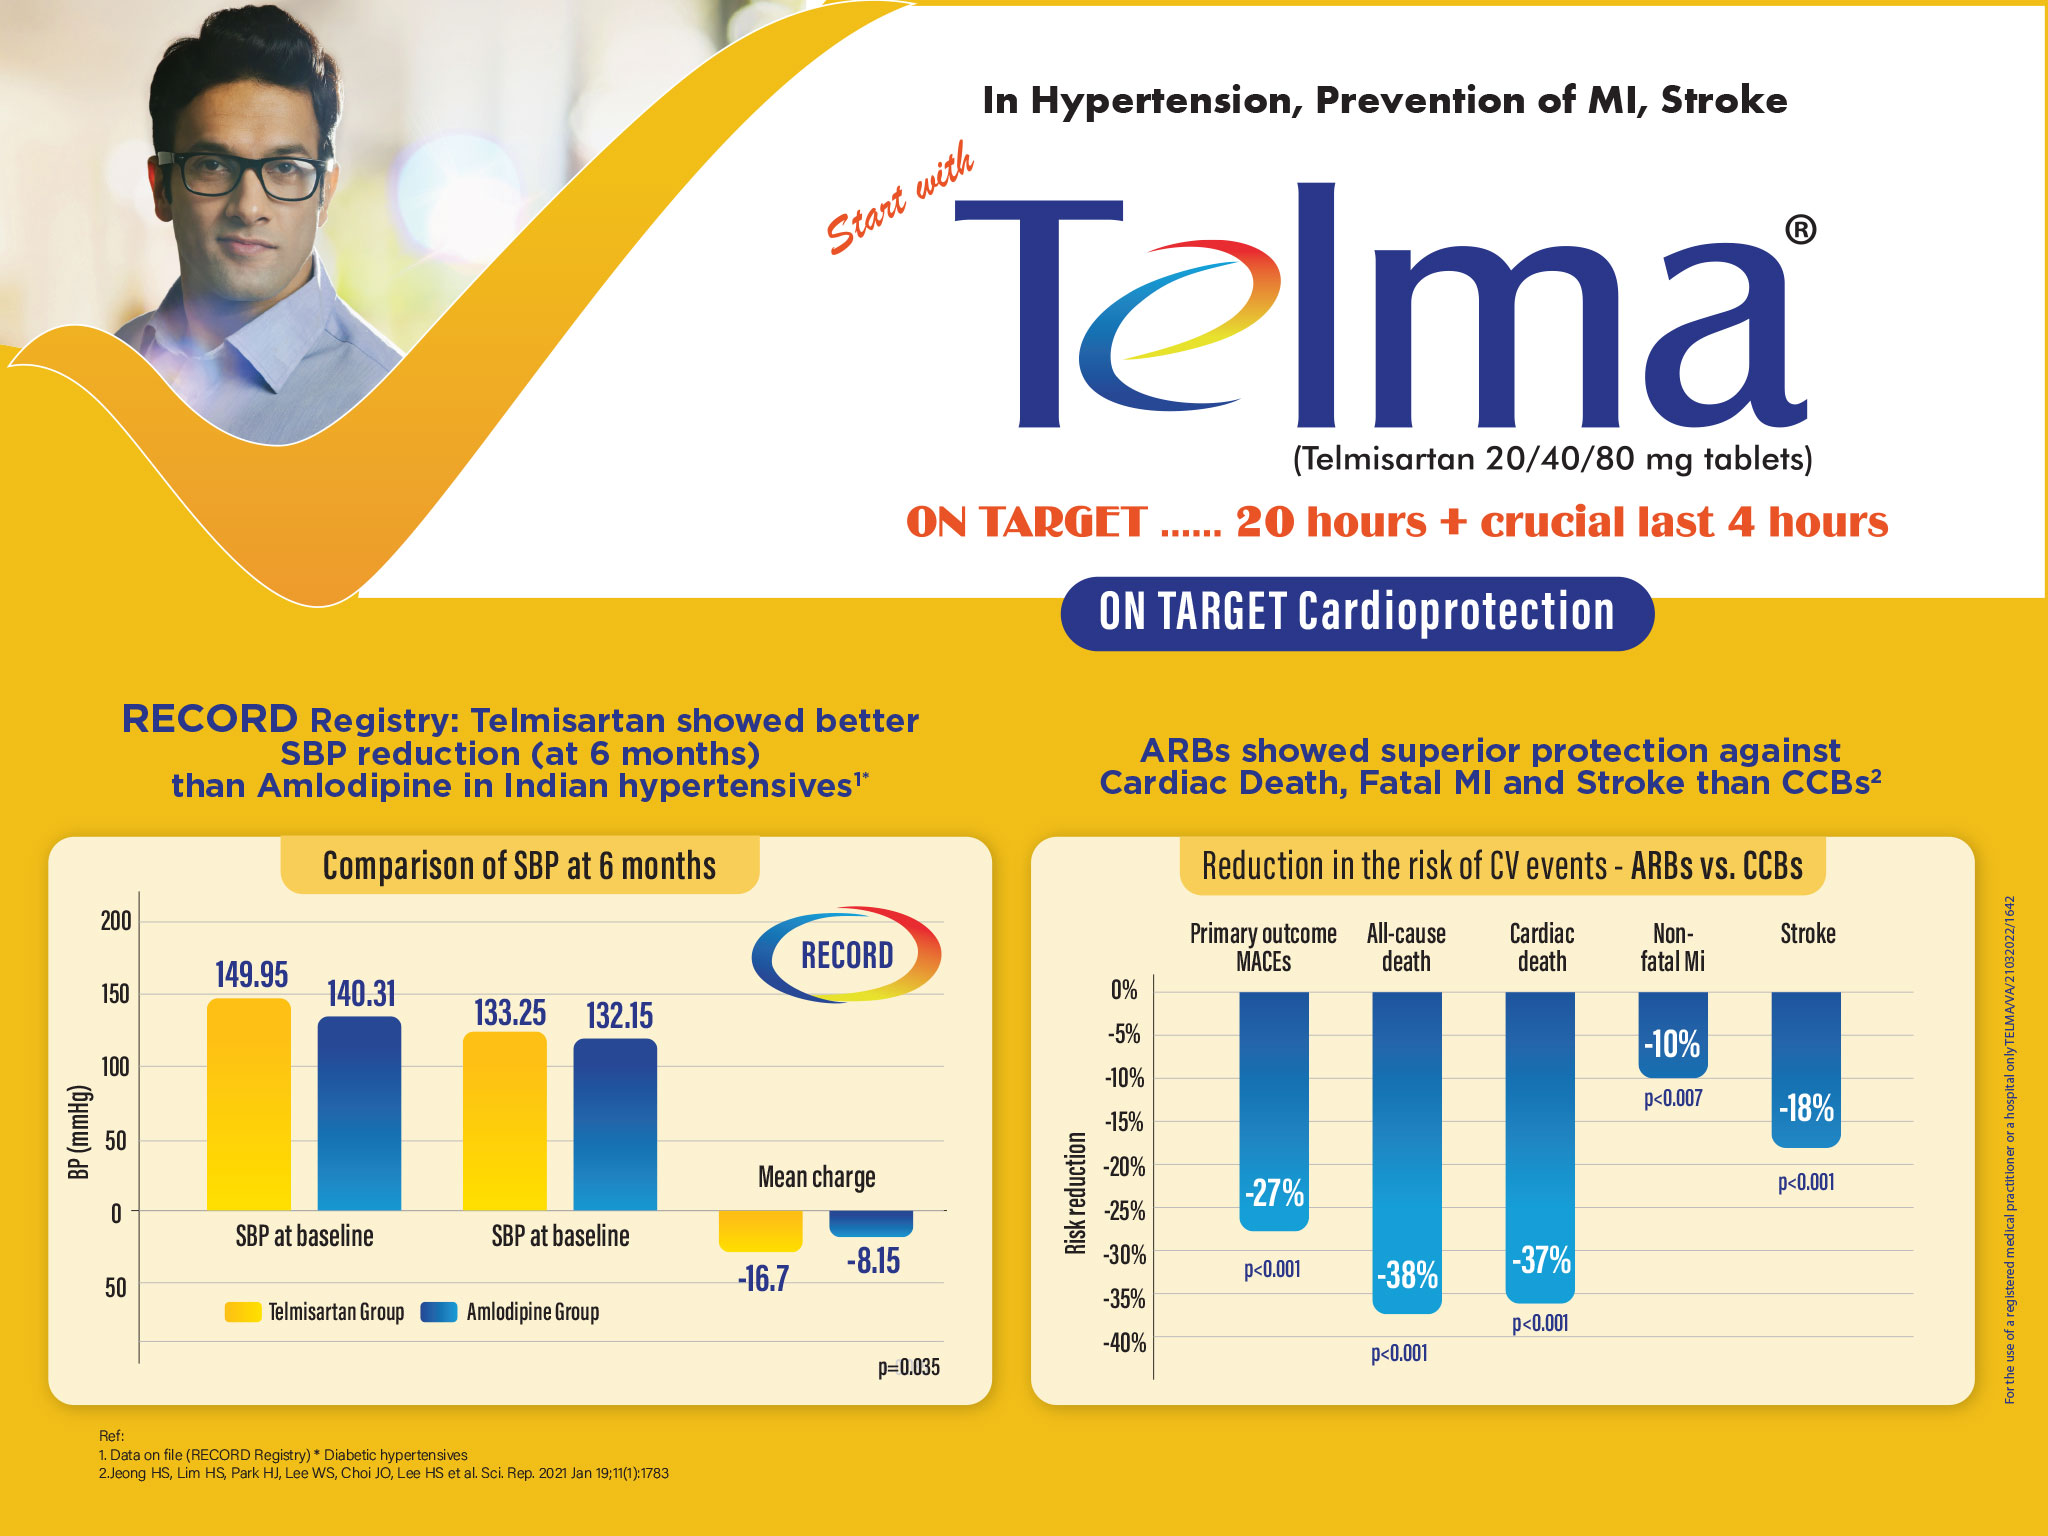 In Hypertension, Prevention of MI, Stroke
Start with
Telma®
(Telmisartan 20/40/80 mg tablets)
ON TARGET ...... 20 hours + crucial last 4 hours
ON TARGET Cardioprotection
RECORD Registry: Telmisartan showed better
SBP reduction (at 6 months)
than Amlodipine in Indian hypertensives¹*
Comparison of SBP at 6 months
RECORD
BP (mmHg)
200
150
100
50
0
50
149.95
140.31
133.25
132.15
Mean charge
SBP at baseline
SBP at baseline
-16.7
-8.15
Telmisartan Group
Amlodipine Group
p=0.035
ARBs showed superior protection against
Cardiac Death, Fatal MI and Stroke than CCBs²
Reduction in the risk of CV events - ARBs vs. CCBs
Primary outcome
MACEs
All-cause
death
Cardiac
death
Non-
fatal Mi
Stroke
Risk reduction
0%
-5%
-10%
-15%
-20%
-25%
-30%
-35%
-40%
-27%
p<0.001
-38%
p<0.001
-37%
p<0.001
-10%
p<0.007
-18%
p<0.001
For the use of a registered medical practitioner or a hospital only TELMA/VA/21032022/1642
Ref:
1. Data on file (RECORD Registry) * Diabetic hypertensives
2.Jeong HS, Lim HS, Park HJ, Lee WS, Choi JO, Lee HS et al. Sci. Rep. 2021 Jan 19;11(1):1783